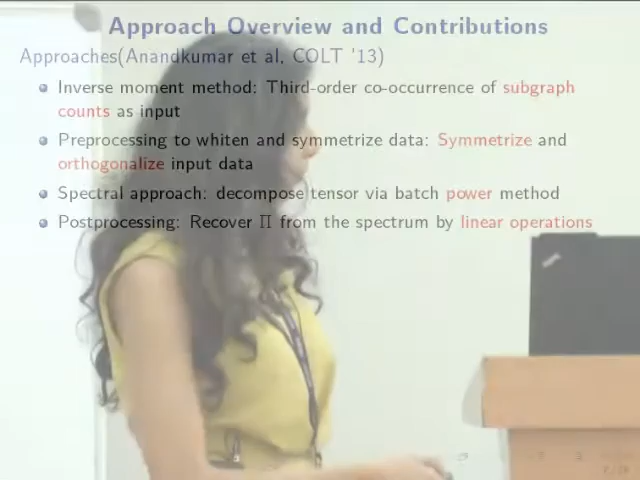 Approach Overview and Contributions
Approaches(Anandkumar et al, COLT '13)
Inverse moment method: Third-order co-occurrence of subgraph
counts as input
Preprocessing to whiten and symmetrize data: Symmetrize and
orthogonalize input data
Spectral approach: decompose tensor via batch power method
Postprocessing: Recover Π from the spectrum by linear operations